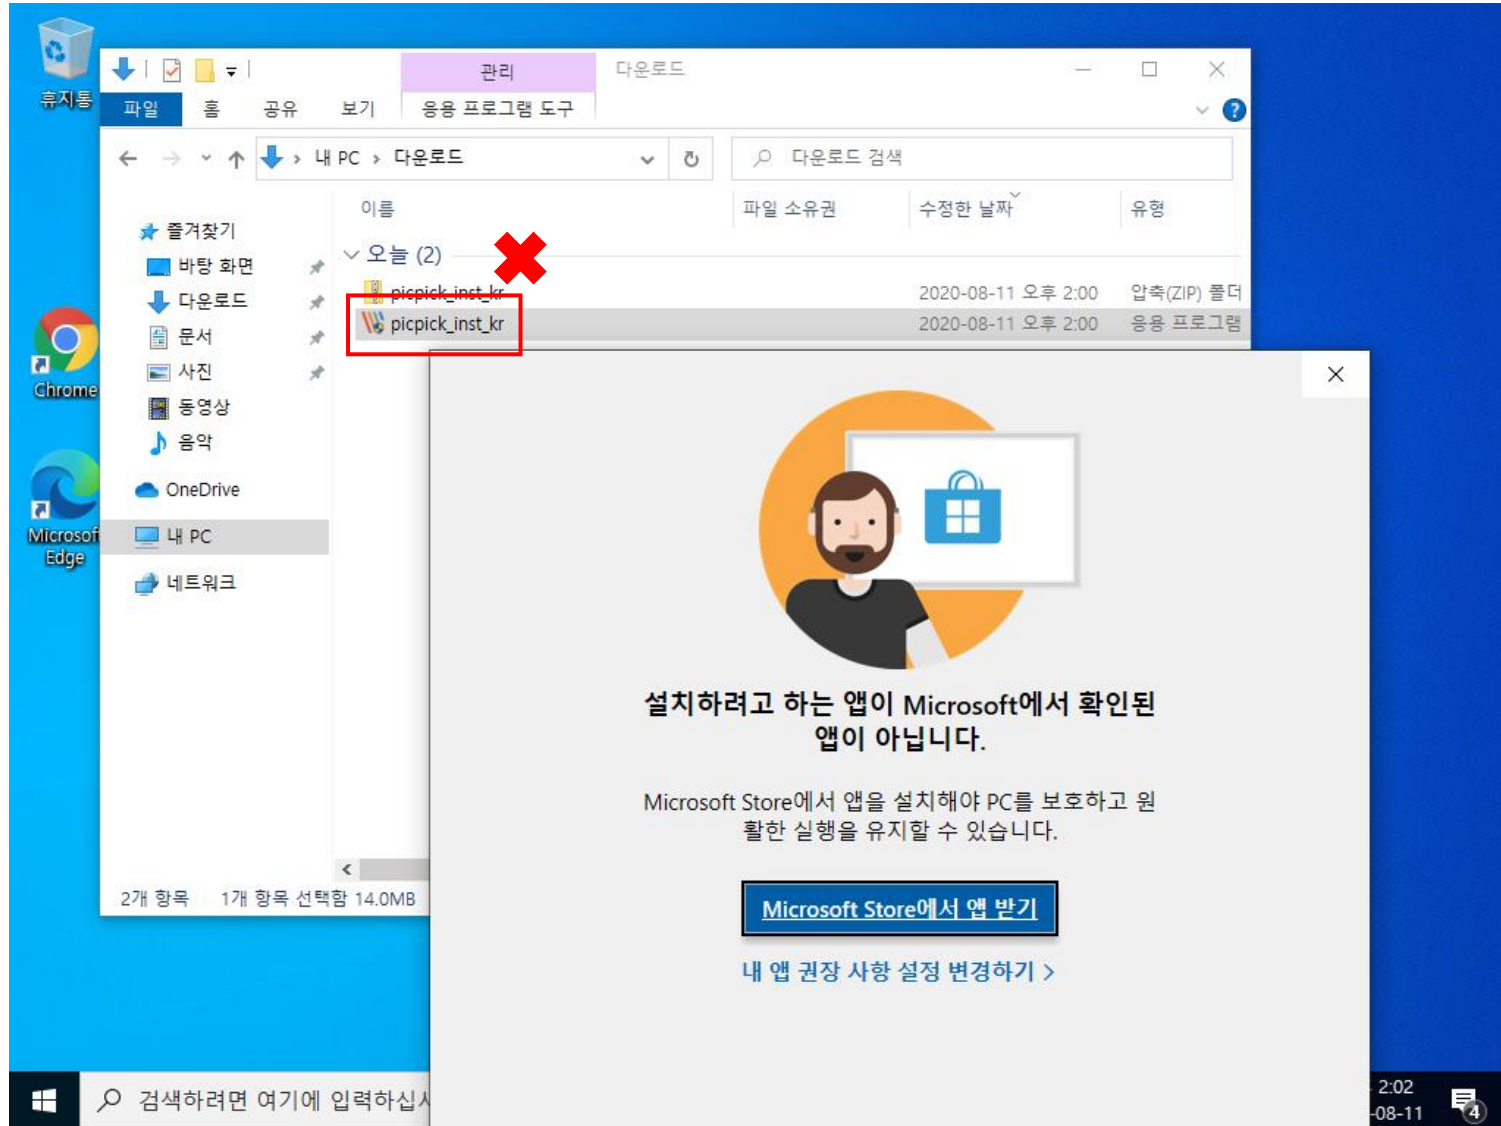 휴지통
관리
다운로드
파일
홈
공유
보기
응용 프로그램 도구
내 PC
다운로드
다운로드 검색
이름
파일 소유권
수정한 날짜
유형
즐겨찾기
오늘 (2)
바탕 화면
picpick_inst_kr
2020-08-11 오후 2:00
압축(ZIP) 폴더
다운로드
picpick_inst_kr
2020-08-11 오후 2:00
응용 프로그램
문서
사진
Chrome
동영상
음악
OneDrive
Microsof
Edge
내 PC
네트워크
설치하려고 하는 앱이 Microsoft에서 확인된
앱이 아닙니다.
Microsoft Store에서 앱을 설치해야 PC를 보호하고 원
활한 실행을 유지할 수 있습니다.
2개 항목
1개 항목 선택함 14.0MB
Microsoft Store에서 앱 받기
내 앱 권장 사항 설정 변경하기 >
검색하려면 여기에 입력하십시
2:02
-08-11
4